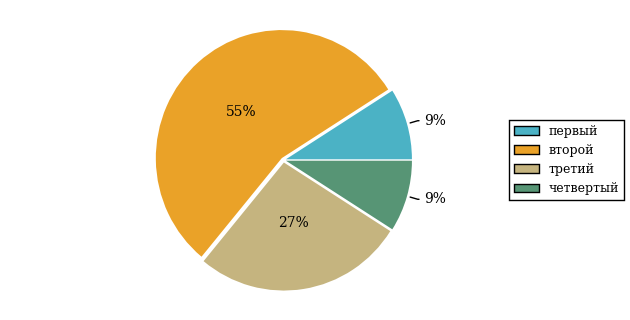 55%
9%
27%
9%
первый
второй
третий
четвертый